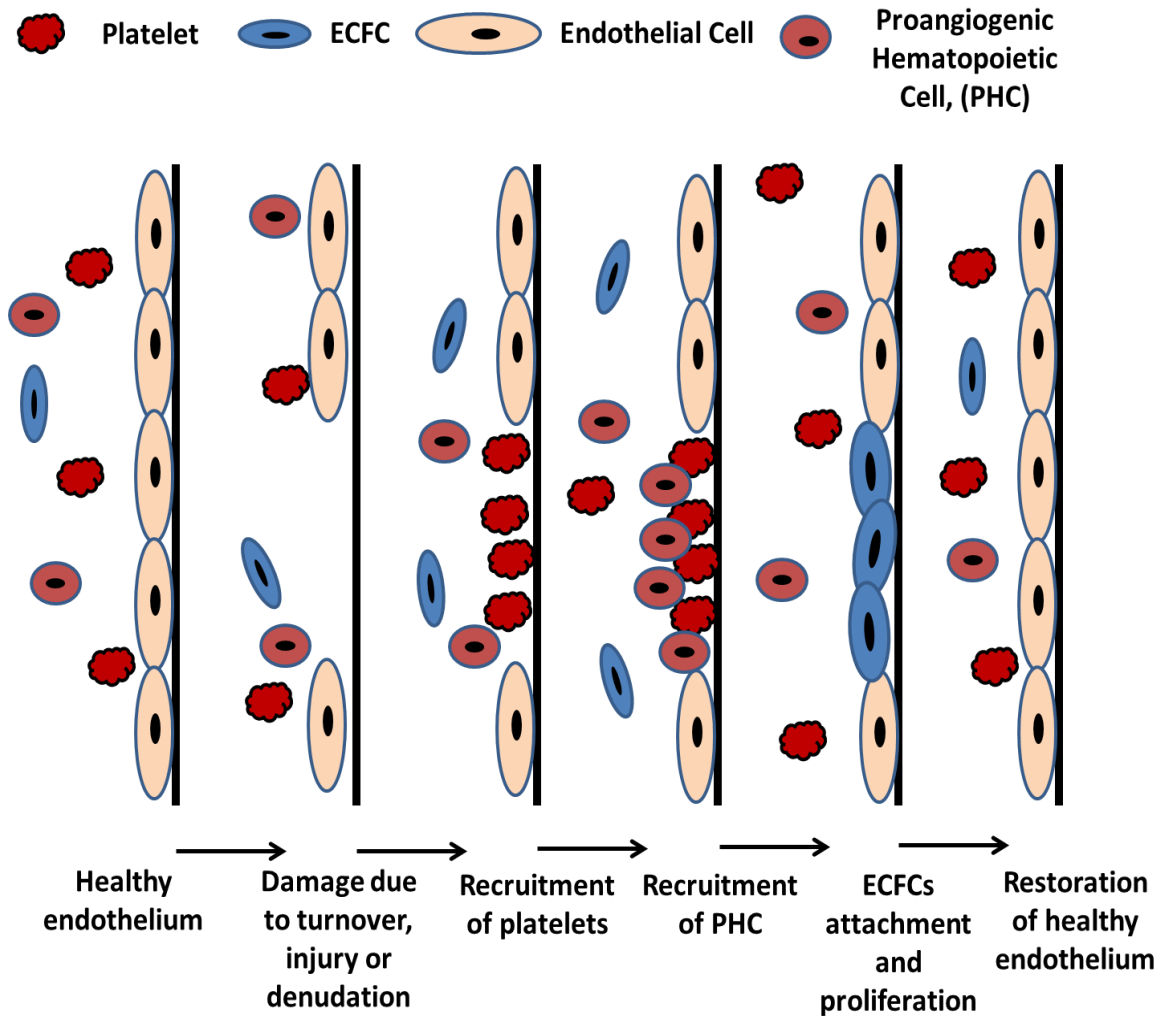 Platelet
ECFC
Endothelial Cell
Proangiogenic
Hematopoietic
Cell, (PHC)
Healthy
endothelium
Damage due
to turnover,
injury or
denudation
Recruitment
of platelets
Recruitment
of PHC
ECFCs
attachment
and
proliferation
Restoration
of healthy
endothelium